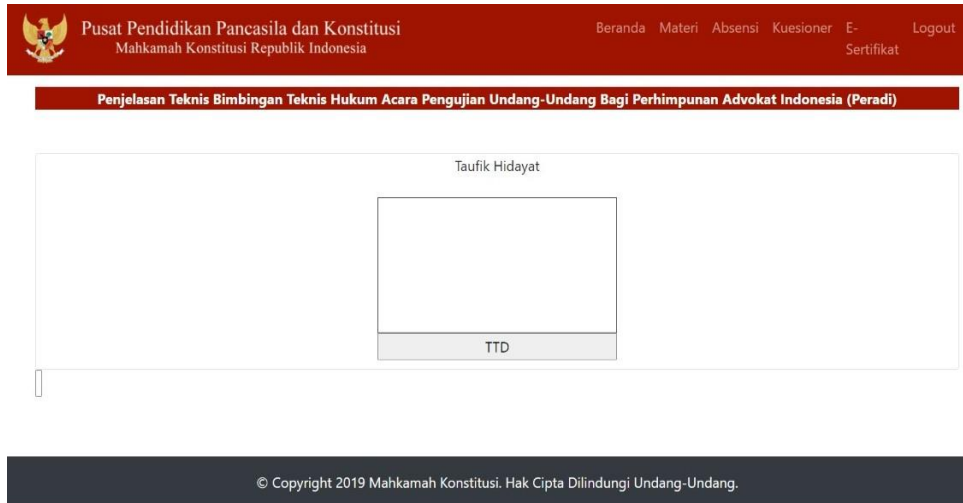 Pusat Pendidikan Pancasila dan Konstitusi
Mahkamah Konstitusi Republik Indonesia
Beranda Materi Absensi Kuesioner E-Sertifikat Logout
Penjelasan Teknis Bimbingan Teknis Hukum Acara Pengujian Undang-Undang Bagi Perhimpunan Advokat Indonesia (Peradi)
Taufik Hidayat
TTD
© Copyright 2019 Mahkamah Konstitusi. Hak Cipta Dilindungi Undang-Undang.